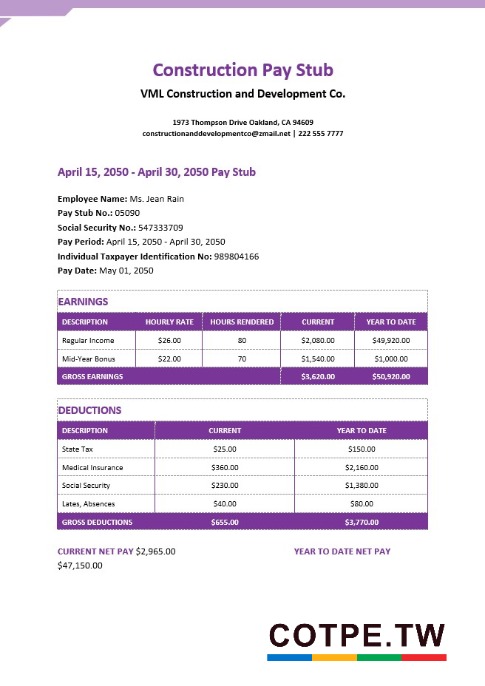 Construction Pay Stub
VML Construction and Development Co.
1973 Thompson Drive Oakland, CA 94609
constructionanddevelopmentco@zmail.net | 222 555 7777
April 15, 2050 - April 30, 2050 Pay Stub
Employee Name: Ms. Jean Rain
Pay Stub No.: 05090
Social Security No.: 547333709
Pay Period: April 15, 2050 - April 30, 2050
Individual Taxpayer Identification No: 989804166
Pay Date: May 01, 2050
EARNINGS
DESCRIPTION HOURLY RATE HOURS RENDERED CURRENT YEAR TO DATE
Regular Income $26.00 80 $2,080.00 $49,920.00
Mid-Year Bonus $22.00 70 $1,540.00 $1,000.00
GROSS EARNINGS $3,620.00 $50,920.00
DEDUCTIONS
DESCRIPTION CURRENT YEAR TO DATE
State Tax $25.00 $150.00
Medical Insurance $360.00 $2,160.00
Social Security $230.00 $1,380.00
Lates, Absences $40.00 $80.00
GROSS DEDUCTIONS $655.00 $3,770.00
CURRENT NET PAY $2,965.00 YEAR TO DATE NET PAY
$47,150.00
COTPE.TW